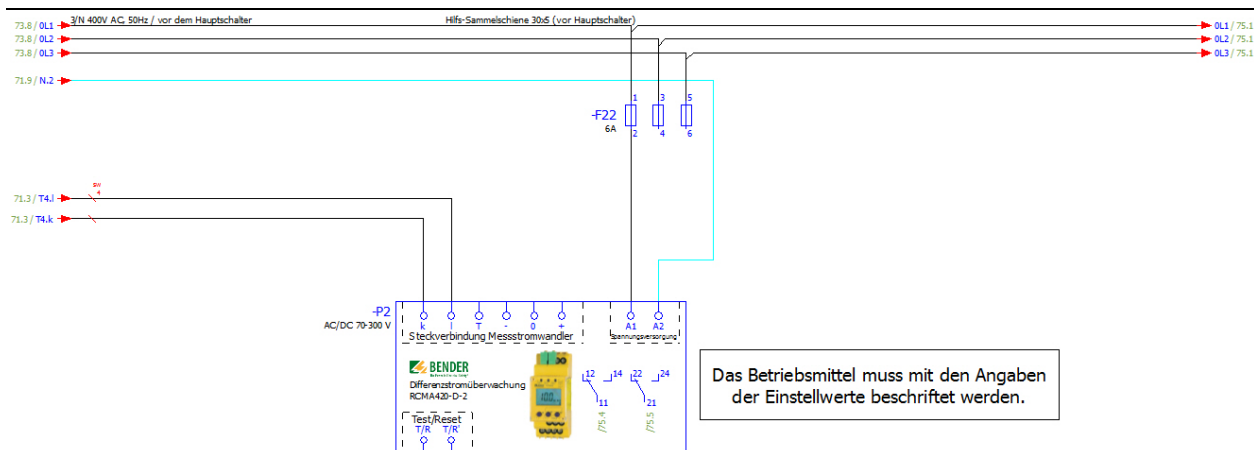 3/N 400V AC, 50Hz / vor dem Hauptschalter
Hilfs-Sammelschiene 30x5 (vor Hauptschalter)
73.8 / 0L1
0L1 / 75.1
73.8 / 0L2
0L2 / 75.1
73.8 / 0L3
0L3 / 75.1
71.9 / N.2
1 3 5
-F22
6A
2 4 6
SW
4
71.3 / T4.l
71.3 / T4.k
-P2
AC/DC 70-300 V
k l T - 0 +
A1 A2
Steckverbindung Messstromwandler
Spannungsversorgung
BENDER
Differenzstromüberwachung
RCMA420-D-2
12 14 22 24
11 21
/75.4
/75.5
Test/Reset
T/R T/R'
Das Betriebsmittel muss mit den Angaben
der Einstellwerte beschriftet werden.